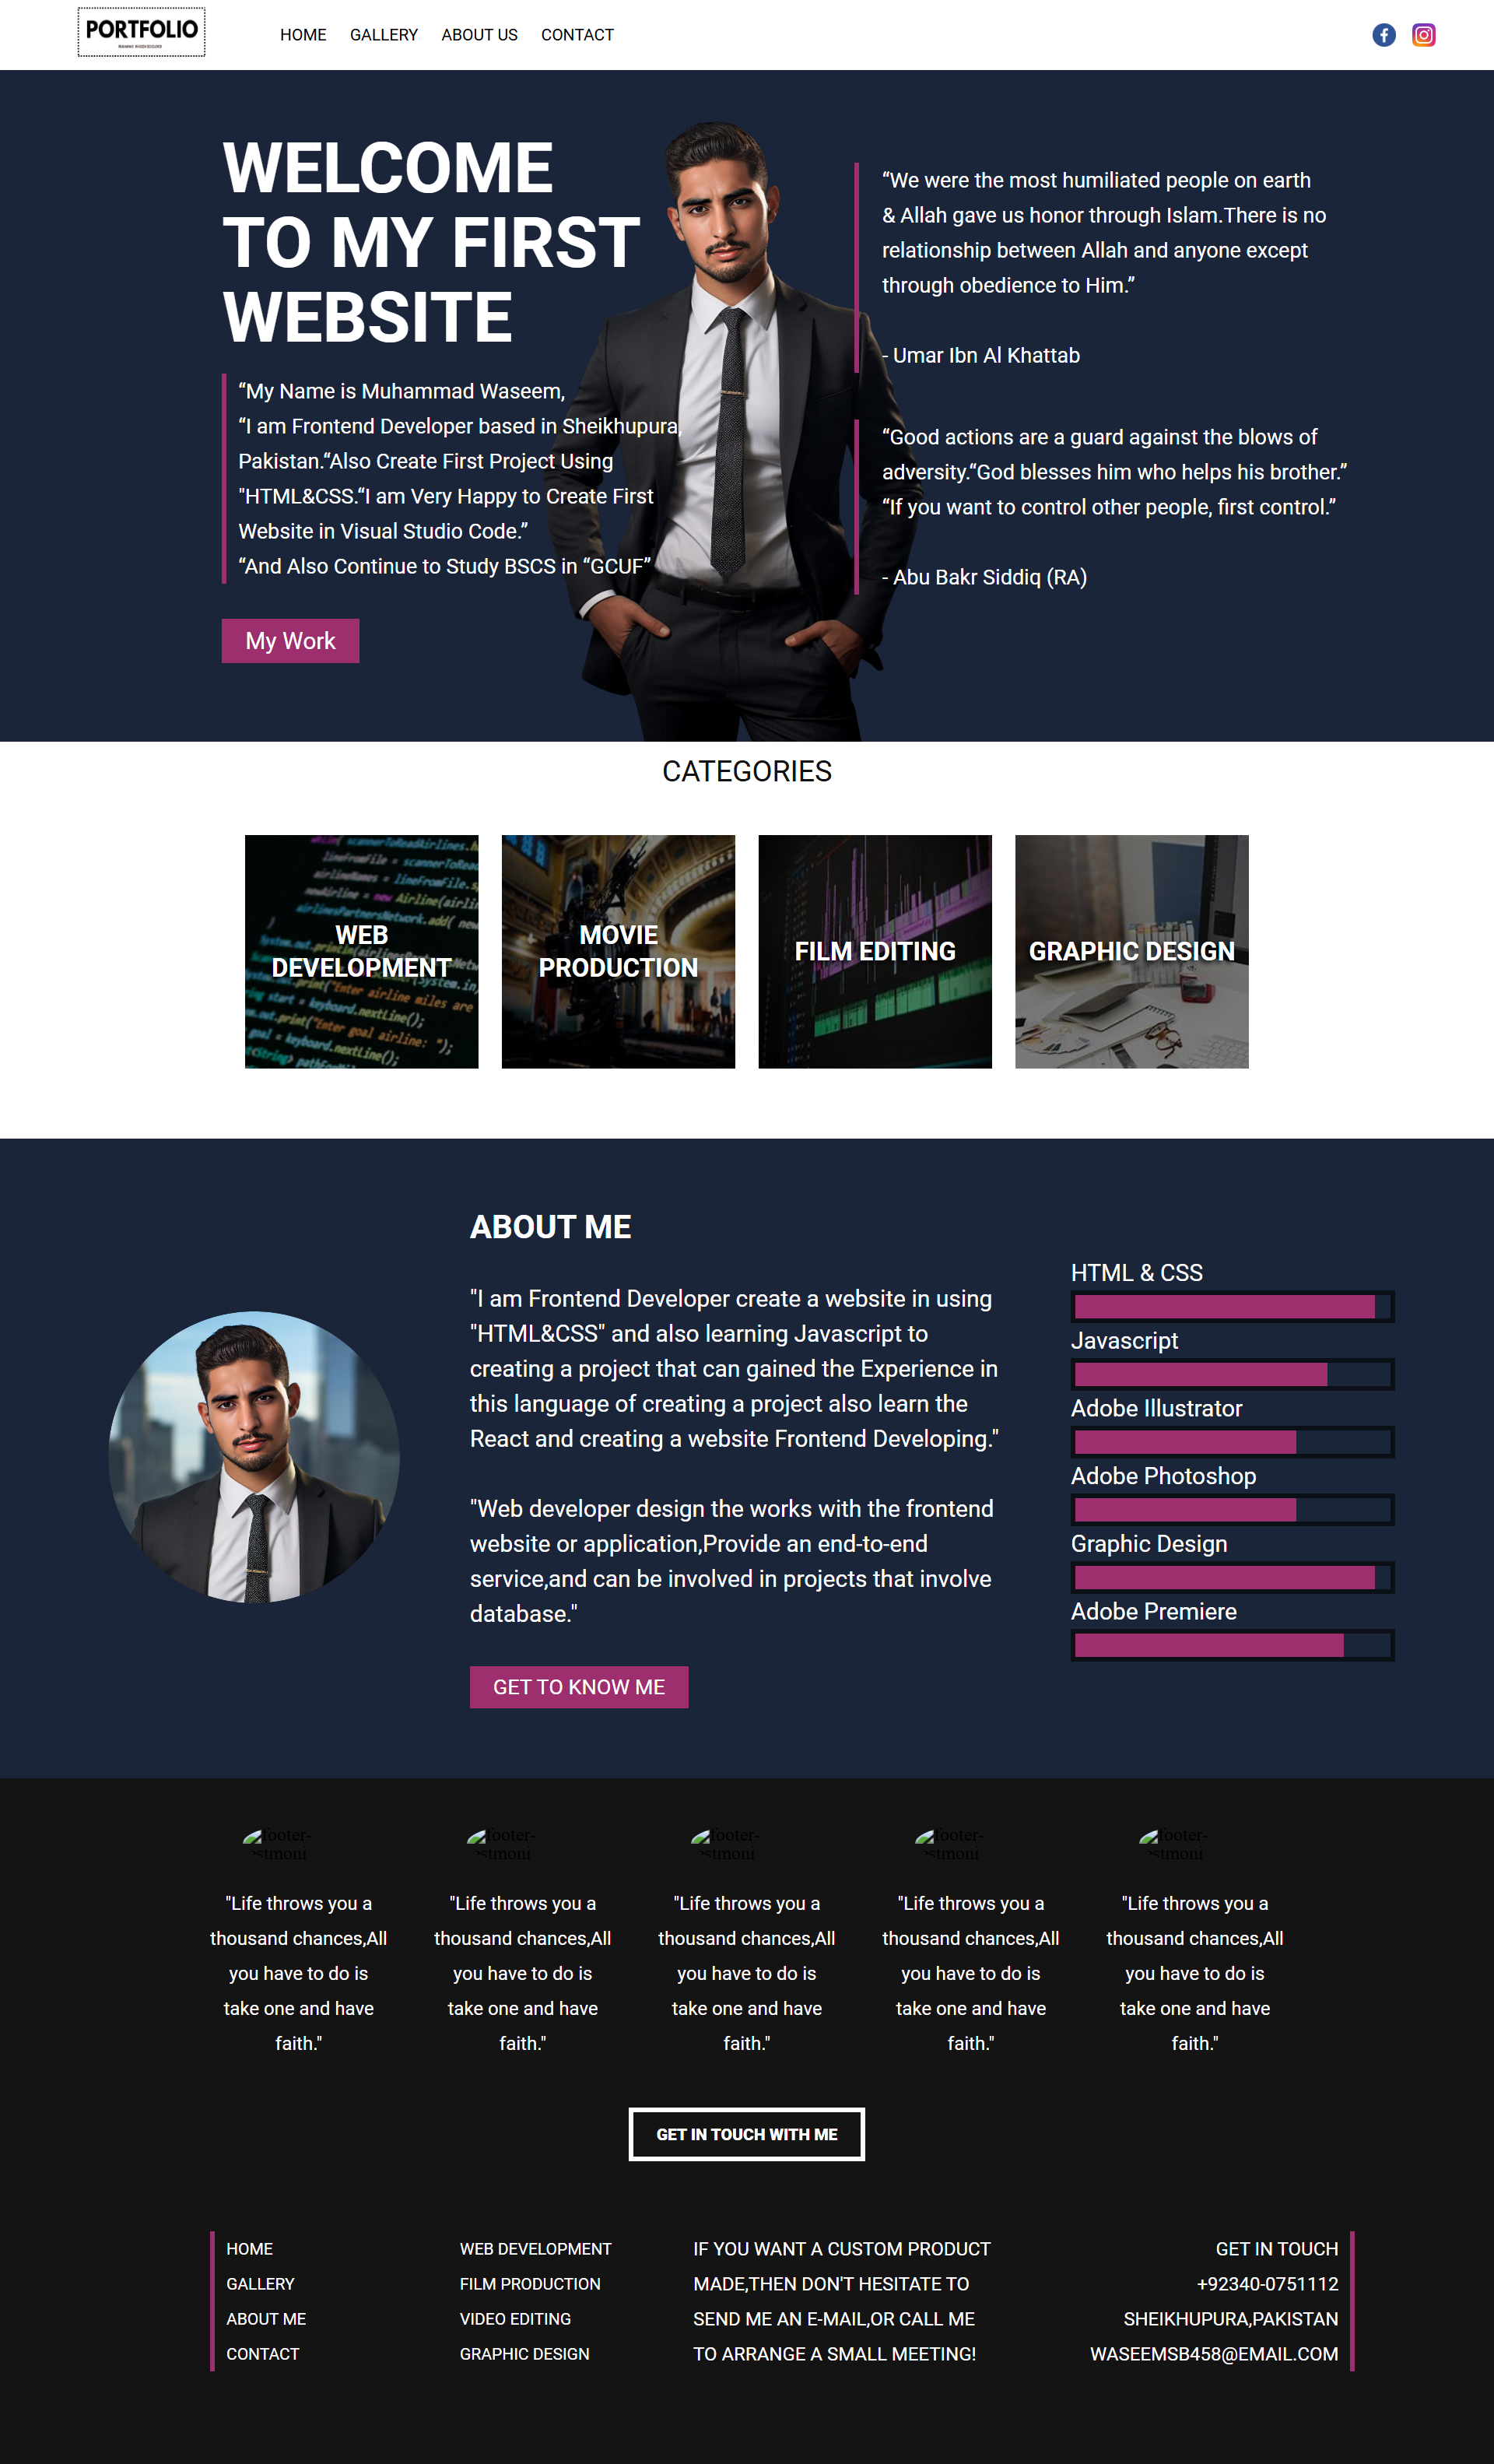 PORTFOLIO
HOME GALLERY ABOUT US CONTACT
WELCOME
TO MY FIRST
WEBSITE
“My Name is Muhammad Waseem,
“I am Frontend Developer based in Sheikhupura,
Pakistan.“Also Create First Project Using
"HTML&CSS.“I am Very Happy to Create First
Website in Visual Studio Code.”
“And Also Continue to Study BSCS in “GCUF”
My Work
“We were the most humiliated people on earth
& Allah gave us honor through Islam.There is no
relationship between Allah and anyone except
through obedience to Him.”
- Umar Ibn Al Khattab
“Good actions are a guard against the blows of
adversity.“God blesses him who helps his brother.”
“If you want to control other people, first control.”
- Abu Bakr Siddiq (RA)
CATEGORIES
WEB
DEVELOPMENT
MOVIE
PRODUCTION
FILM EDITING
GRAPHIC DESIGN
ABOUT ME
"I am Frontend Developer create a website in using
"HTML&CSS" and also learning Javascript to
creating a project that can gained the Experience in
this language of creating a project also learn the
React and creating a website Frontend Developing."
"Web developer design the works with the frontend
website or application,Provide an end-to-end
service,and can be involved in projects that involve
database."
GET TO KNOW ME
HTML & CSS
Javascript
Adobe Illustrator
Adobe Photoshop
Graphic Design
Adobe Premiere
"Life throws you a
thousand chances,All
you have to do is
take one and have
faith."
"Life throws you a
thousand chances,All
you have to do is
take one and have
faith."
"Life throws you a
thousand chances,All
you have to do is
take one and have
faith."
"Life throws you a
thousand chances,All
you have to do is
take one and have
faith."
"Life throws you a
thousand chances,All
you have to do is
take one and have
faith."
GET IN TOUCH WITH ME
HOME
GALLERY
ABOUT ME
CONTACT
WEB DEVELOPMENT
FILM PRODUCTION
VIDEO EDITING
GRAPHIC DESIGN
IF YOU WANT A CUSTOM PRODUCT
MADE,THEN DON'T HESITATE TO
SEND ME AN E-MAIL,OR CALL ME
TO ARRANGE A SMALL MEETING!
GET IN TOUCH
+92340-0751112
SHEIKHUPURA,PAKISTAN
WASEEMSB458@EMAIL.COM